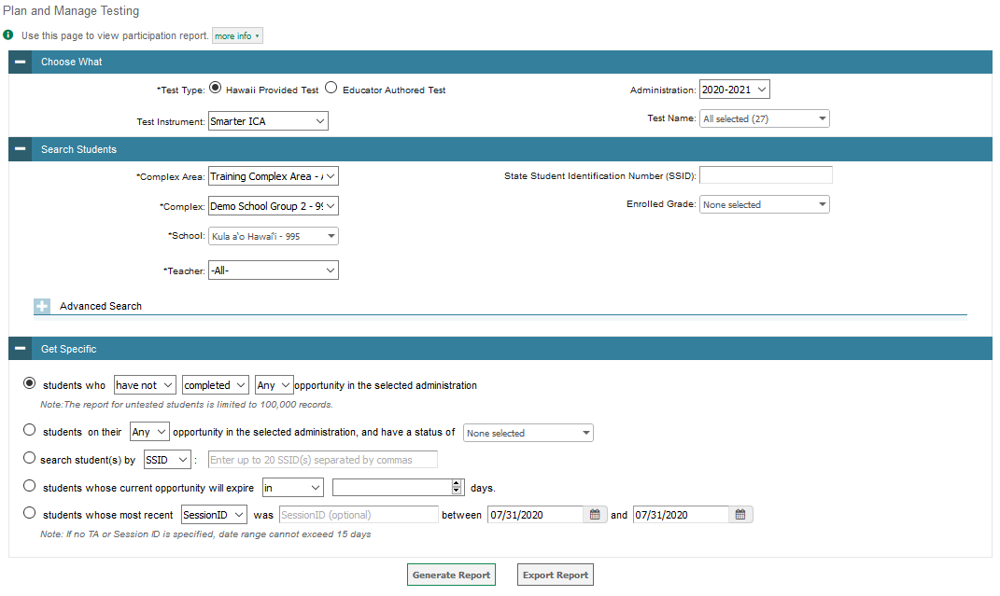 Plan and Manage Testing
Use this page to view participation report. more info
Choose What
*Test Type: Hawaii Provided Test Educator Authored Test Administration: 2020-2021
Test Instrument: Smarter ICA Test Name: All selected (27)
Search Students
*Complex Area: Training Complex Area - State Student Identification Number (SSID):
*Complex: Demo School Group 2 - Enrolled Grade: None selected
*School: Kula aʻo Hawaiʻi - 995
*Teacher: -All-
Advanced Search
Get Specific
students who have not completed Any opportunity in the selected administration
Note:The report for untested students is limited to 100,000 records.
students on their Any opportunity in the selected administration, and have a status of None selected
search student(s) by SSID : Enter up to 20 SSID(s) separated by commas
students whose current opportunity will expire in days.
students whose most recent SessionID was SessionID (optional) between 07/31/2020 and 07/31/2020
Note: If no TA or Session ID is specified, date range cannot exceed 15 days
Generate Report Export Report